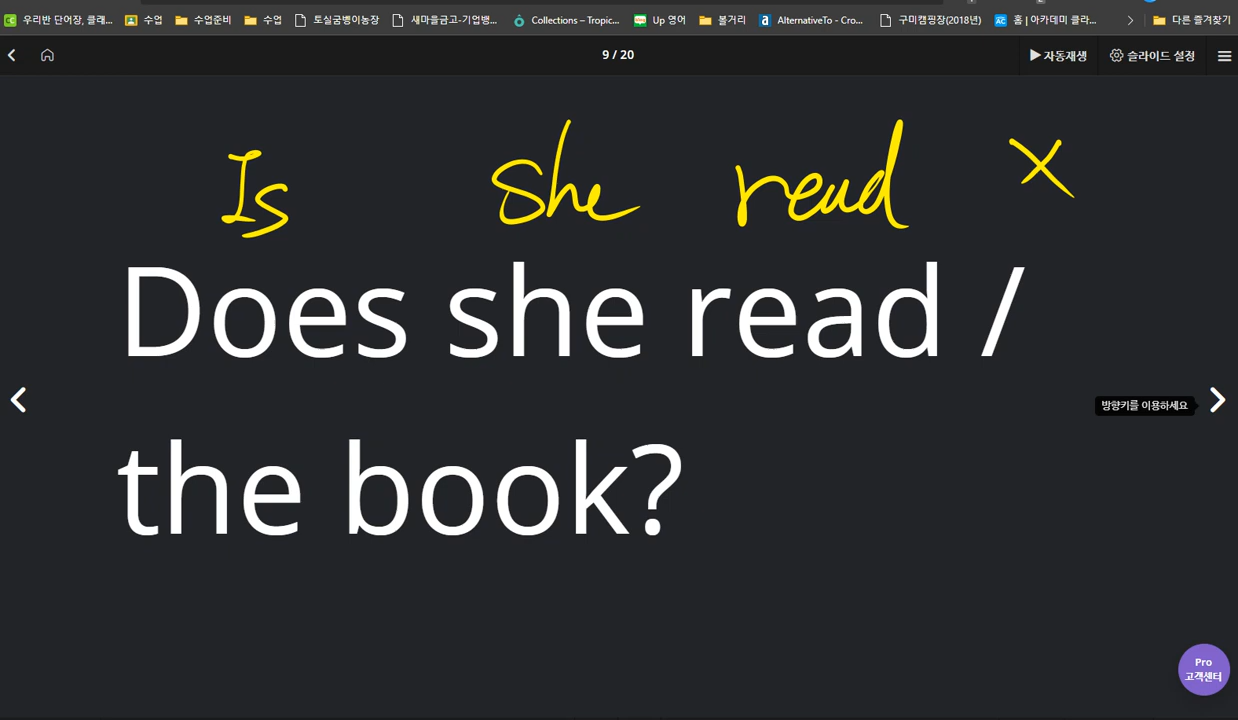 우리반 단어장, 클래... 수업 수업준비 수업 토실굼벵이농장 새마을금고-기업뱅... Collections – Tropic... Up 영어 볼거리 AlternativeTo - Cro... 구미캠핑장(2018년) 홈 | 아카데미 클라... 다른 즐겨찾기
9 / 20 자동재생 슬라이드 설정
Is she read X
Does she read /
방향키를 이용하세요
the book?
Pro
고객센터